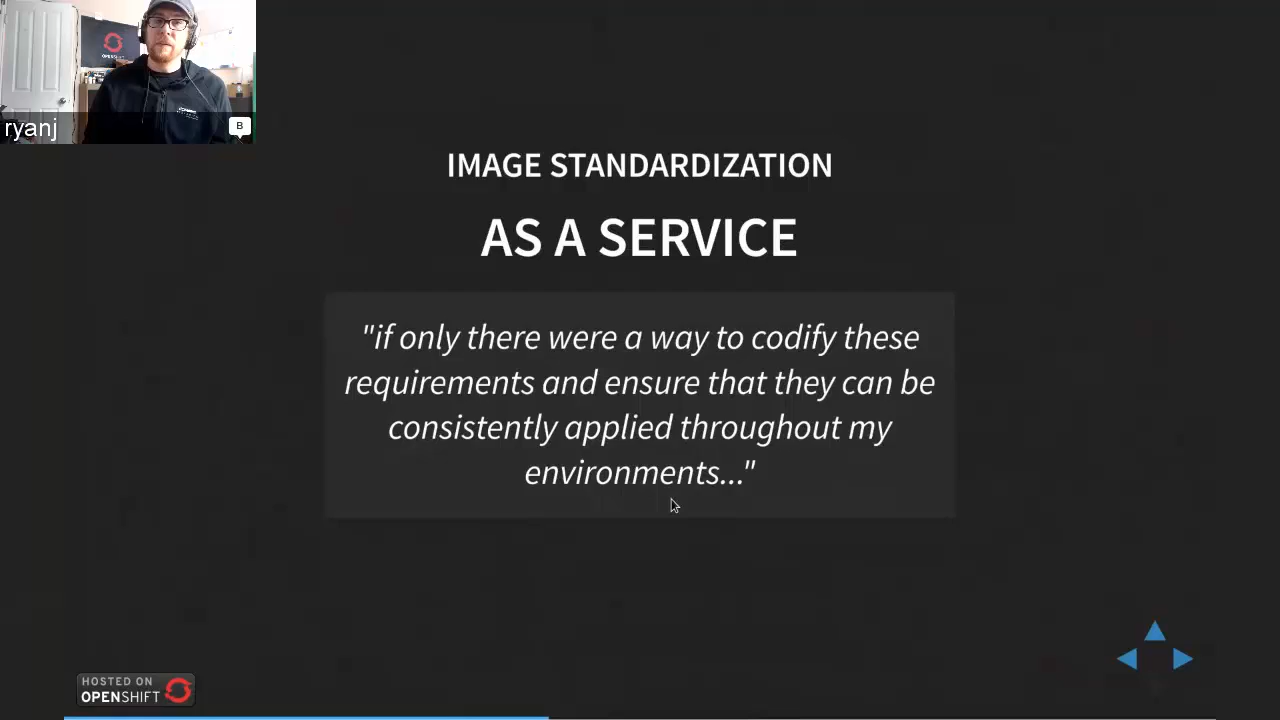 OPENSHIFT
ryanj
B
IMAGE STANDARDIZATION
AS A SERVICE
"if only there were a way to codify these
requirements and ensure that they can be
consistently applied throughout my
environments..."
HOSTED ON
OPENSHIFT